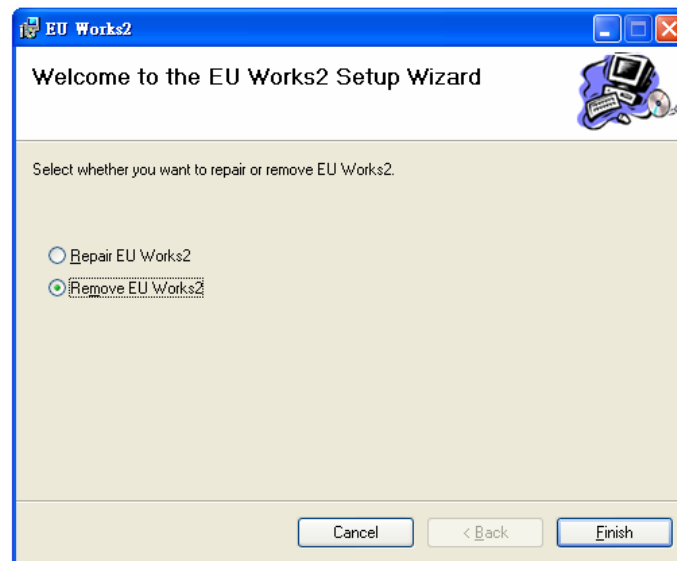 EU Works2
Welcome to the EU Works2 Setup Wizard
Select whether you want to repair or remove EU Works2.
Repair EU Works2
Remove EU Works2
Cancel
< Back
Finish